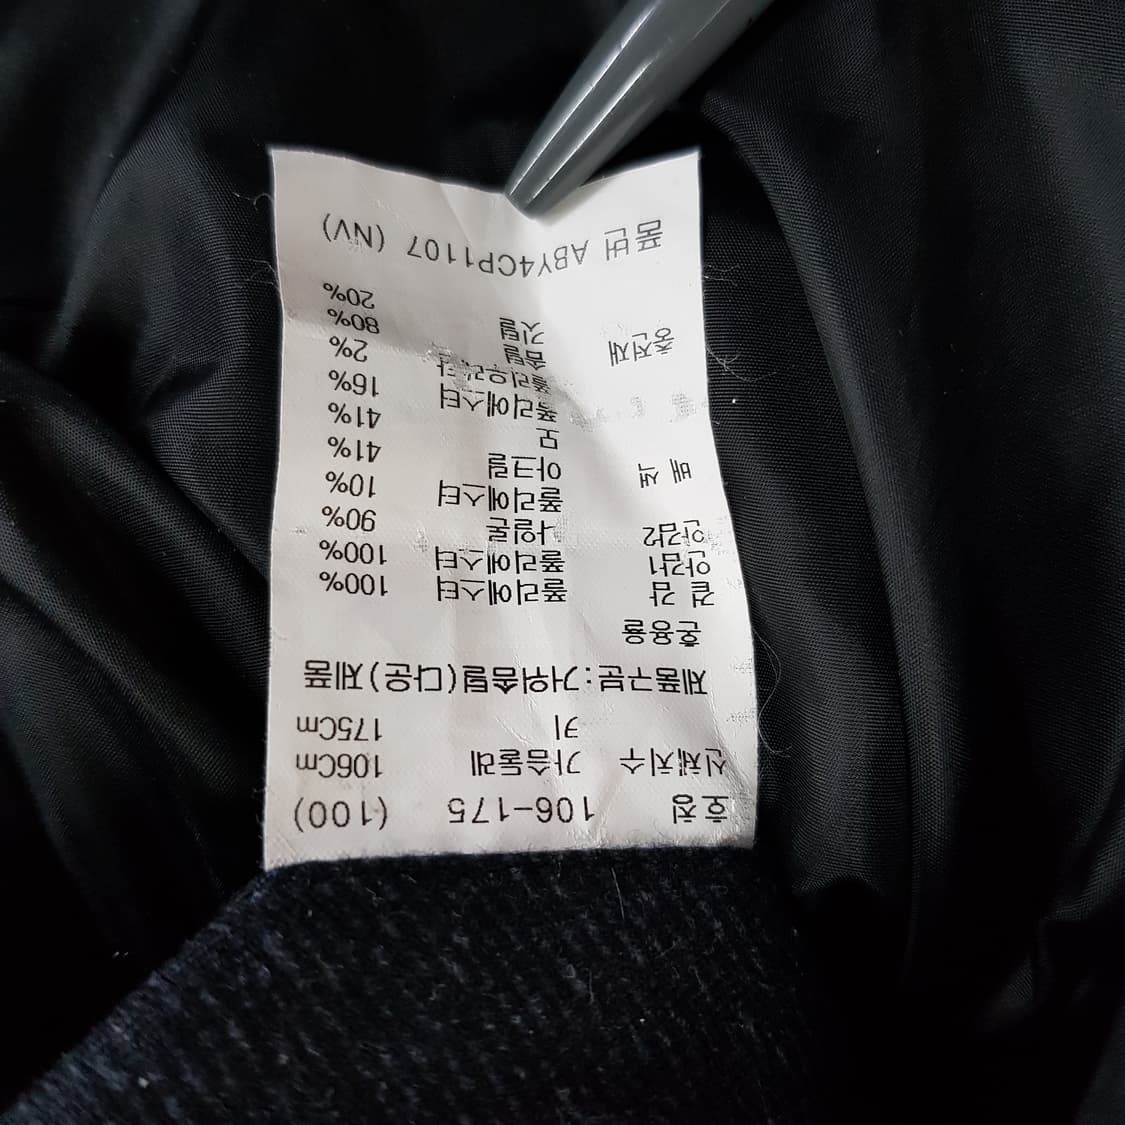 호칭 106-175 (100)
신체치수 가슴둘레 106Cm
키 175Cm
제품구분:거위솜털(다운)제품
혼용율
겉 감 폴리에스터 100%
안감1 폴리에스터 100%
안감2 나일론 90%
폴리에스터 10%
배 색 아크릴 41%
모 41%
폴리에스터 16%
폴리우레탄 2%
충전재 솜털 80%
깃털 20%
품번 ABY4CP1107 (NV)